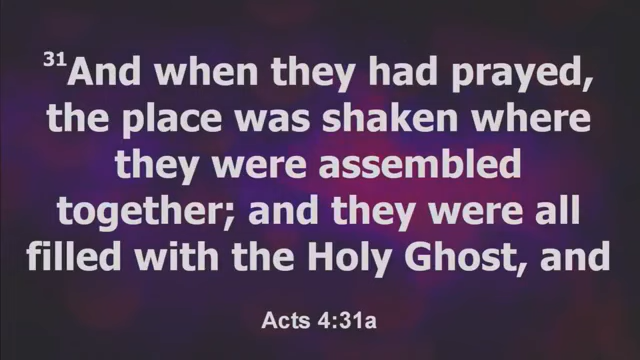 31And when they had prayed,
the place was shaken where
they were assembled
together; and they were all
filled with the Holy Ghost, and
Acts 4:31a